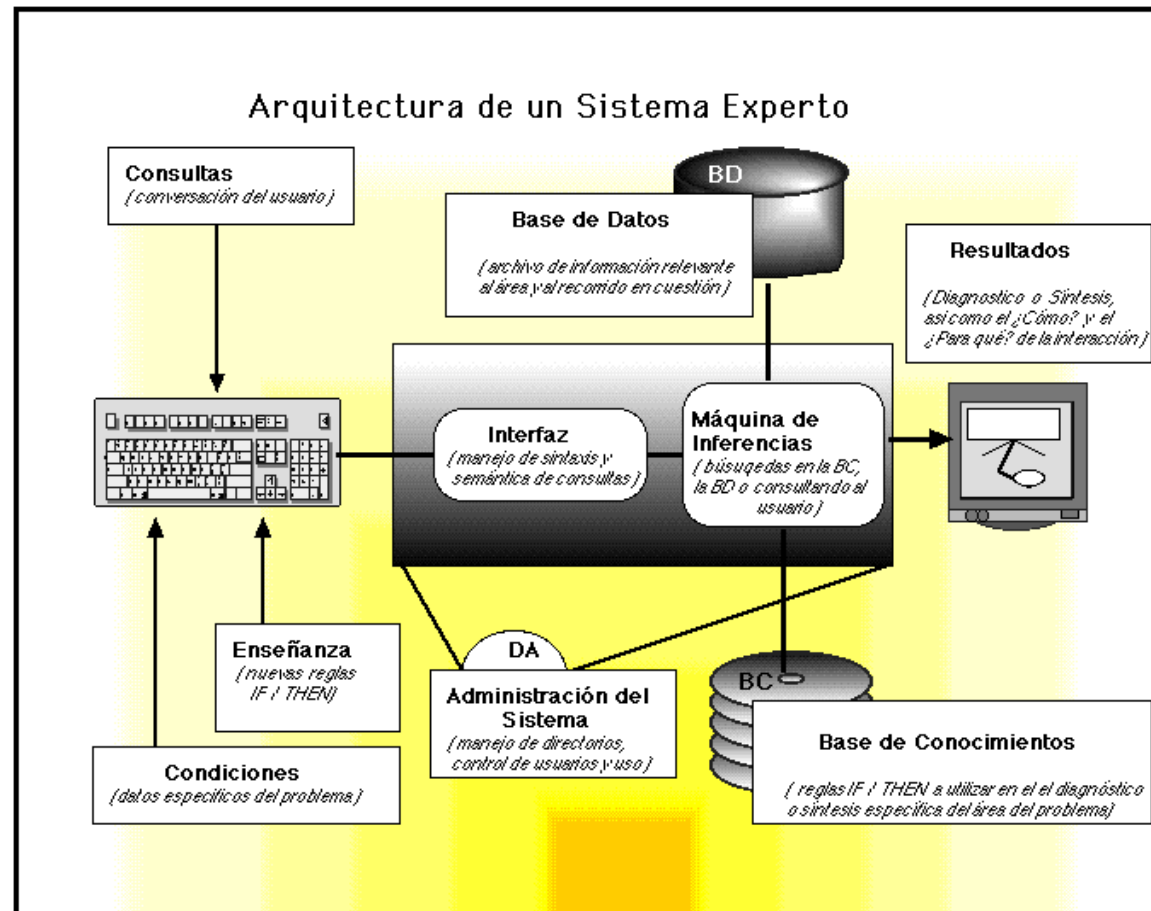 Arquitectura de un Sistema Experto
Consultas
(conversación del usuario)
BD
Base de Datos
(archivo de información relevante
al área y al recorrido en cuestión)
Resultados
(Diagnostico o Síntesis,
así como el ¿Cómo? y el
¿Para qué? de la interacción)
Interfaz
(manejo de sintaxis y
semántica de consultas)
Máquina de
Inferencias
(búsuqedas en la BC,
la BD o consultando al
usuario)
Enseñanza
(nuevas reglas
IF / THEN)
DA
Administración del
Sistema
(manejo de directorios,
control de usuarios y uso)
Condiciones
(datos específicos del problema)
BC
Base de Conocimientos
(reglas IF / THEN a utilizar en el el diagnóstico
o síntesis específica del área del problema)